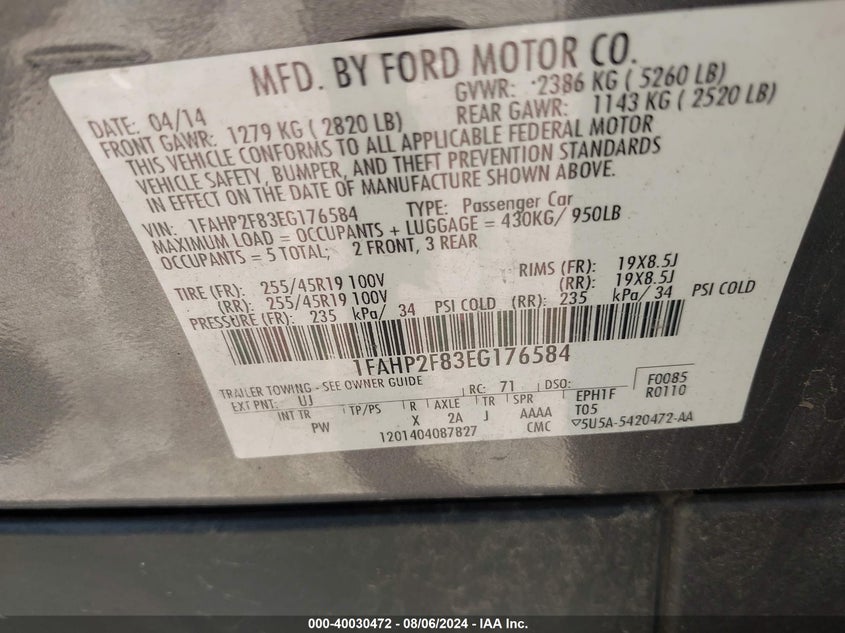 MFD. BY FORD MOTOR CO.
DATE: 04/14 GVWR: 2386 KG ( 5260 LB)
FRONT GAWR: 1279 KG ( 2820 LB) REAR GAWR: 1143 KG ( 2520 LB)
THIS VEHICLE CONFORMS TO ALL APPLICABLE FEDERAL MOTOR
VEHICLE SAFETY, BUMPER, AND THEFT PREVENTION STANDARDS
IN EFFECT ON THE DATE OF MANUFACTURE SHOWN ABOVE.
VIN: 1FAHP2F83EG176584 TYPE: Passenger Car
MAXIMUM LOAD = OCCUPANTS + LUGGAGE = 430KG/ 950LB
OCCUPANTS = 5 TOTAL; 2 FRONT, 3 REAR
TIRE (FR): 255/45R19 100V RIMS (FR): 19X8.5J
(RR): 255/45R19 100V (RR): 19X8.5J
PRESSURE (FR): 235 kPa/ 34 PSI COLD (RR): 235 kPa/ 34 PSI COLD
1FAHP2F83EG176584
TRAILER TOWING - SEE OWNER GUIDE
EXT PNT: UJ RC: 71 DSO: F0085
INT TR TP/PS R AXLE TR SPR EPH1F R0110
PW X 2A J AAAA T05
1201404087827 CMC ▽5U5A-5420472-AA
000-40030472 - 08/06/2024 - IAA Inc.